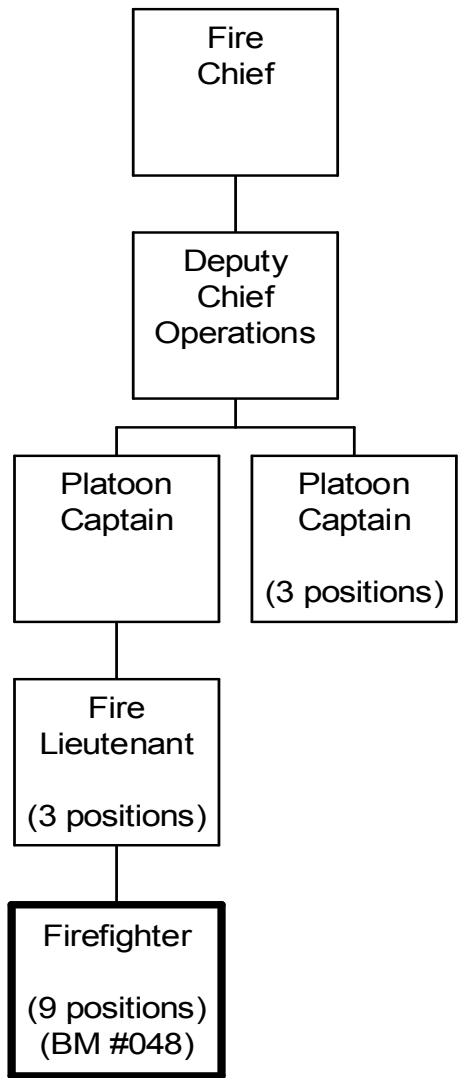 Fire
Chief
Deputy
Chief
Operations
Platoon
Captain
Platoon
Captain
(3 positions)
Fire
Lieutenant
(3 positions)
Firefighter
(9 positions)
(BM #048)